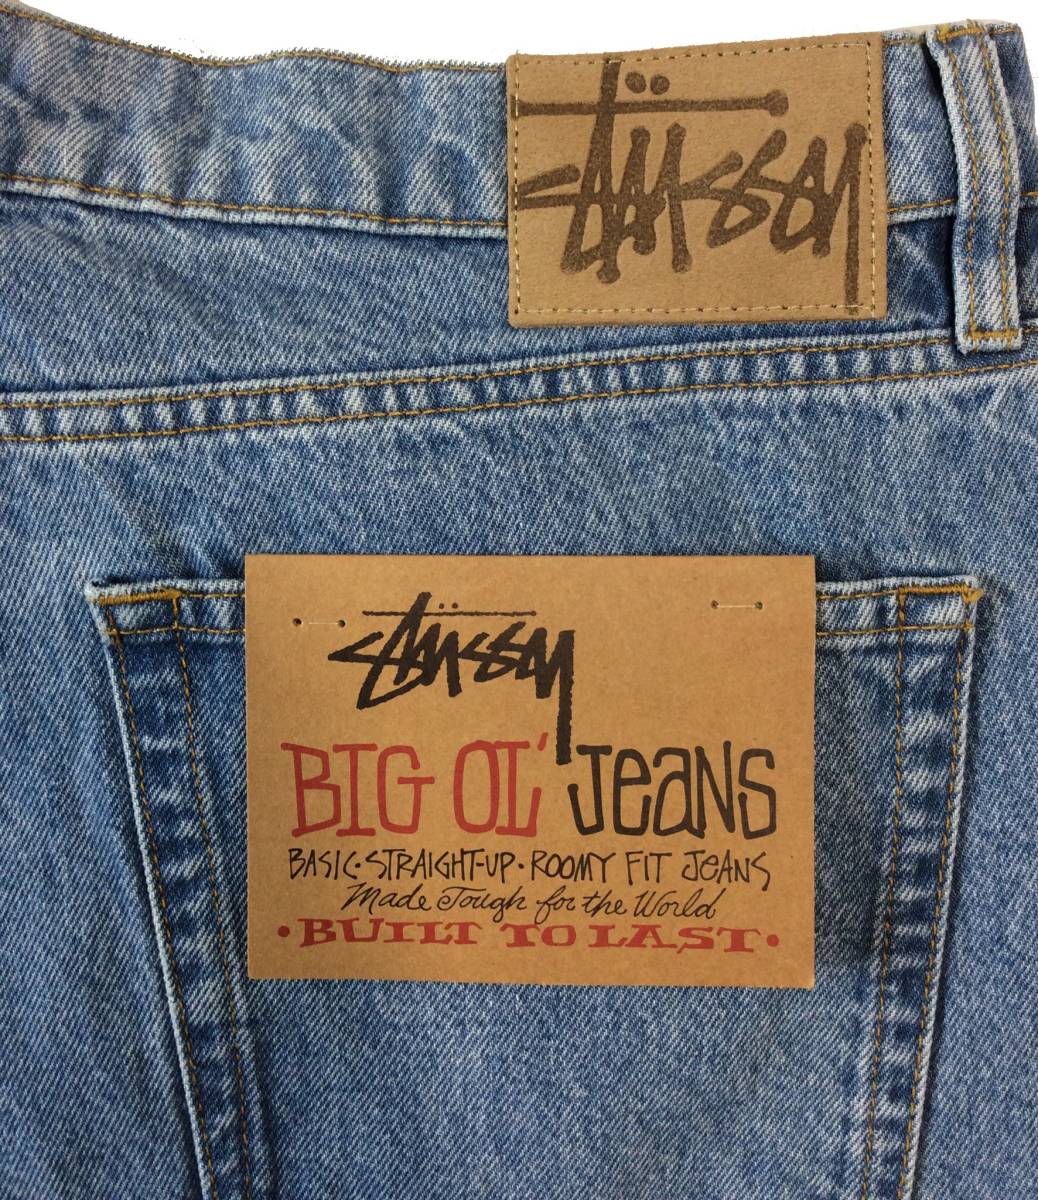 Stüssy
Stüssy
BIG OL' JeaNS
BASIC·STRAIGHT-UP·ROOMY FIT JeANS
Made Tough for the World
·BUILT TO LAST·